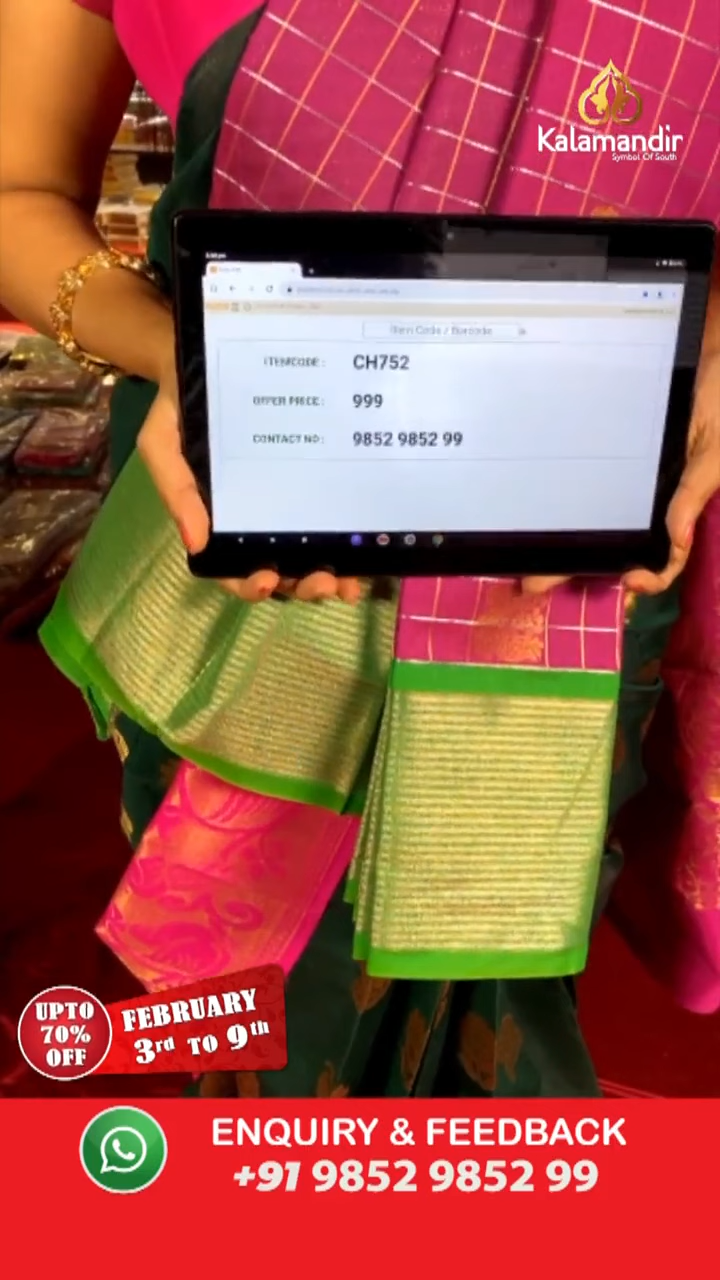 Kalamandir
Symbol Of South
Item Code / Barcode
ITEMCODE : CH752
OFFER PRICE : 999
CONTACT NO : 9852 9852 99
UPTO
70%
OFF
FEBRUARY
3rd TO 9th
ENQUIRY & FEEDBACK
+91 9852 9852 99